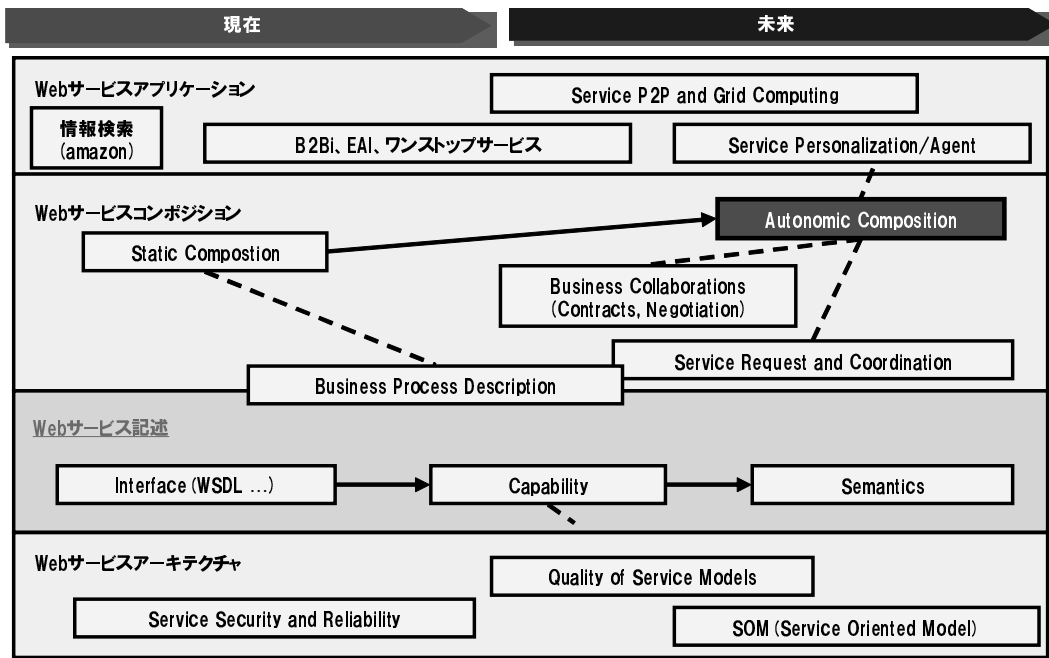 現在
未来
Webサービスアプリケーション
Service P2P and Grid Computing
情報検索
(amazon)
B2Bi、EAI、ワンストップサービス
Service Personalization/Agent
Webサービスコンポジション
Autonomic Composition
Static Compostion
Business Collaborations
(Contracts, Negotiation)
Service Request and Coordination
Business Process Description
Webサービス記述
Interface (WSDL ...)
Capability
Semantics
Webサービスアーキテクチャ
Quality of Service Models
Service Security and Reliability
SOM (Service Oriented Model)